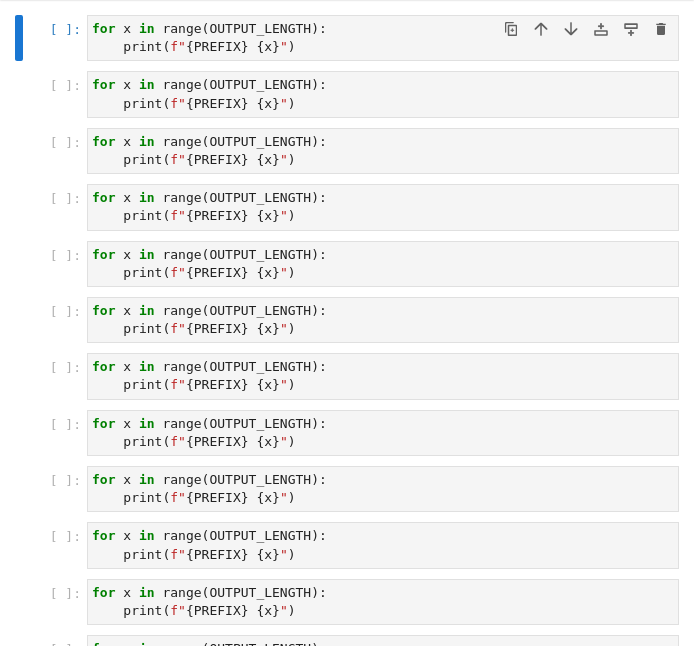 [ ]: for x in range(OUTPUT_LENGTH):
print(f"{PREFIX} {x}")
[ ]: for x in range(OUTPUT_LENGTH):
print(f"{PREFIX} {x}")
[ ]: for x in range(OUTPUT_LENGTH):
print(f"{PREFIX} {x}")
[ ]: for x in range(OUTPUT_LENGTH):
print(f"{PREFIX} {x}")
[ ]: for x in range(OUTPUT_LENGTH):
print(f"{PREFIX} {x}")
[ ]: for x in range(OUTPUT_LENGTH):
print(f"{PREFIX} {x}")
[ ]: for x in range(OUTPUT_LENGTH):
print(f"{PREFIX} {x}")
[ ]: for x in range(OUTPUT_LENGTH):
print(f"{PREFIX} {x}")
[ ]: for x in range(OUTPUT_LENGTH):
print(f"{PREFIX} {x}")
[ ]: for x in range(OUTPUT_LENGTH):
print(f"{PREFIX} {x}")
[ ]: for x in range(OUTPUT_LENGTH):
print(f"{PREFIX} {x}")